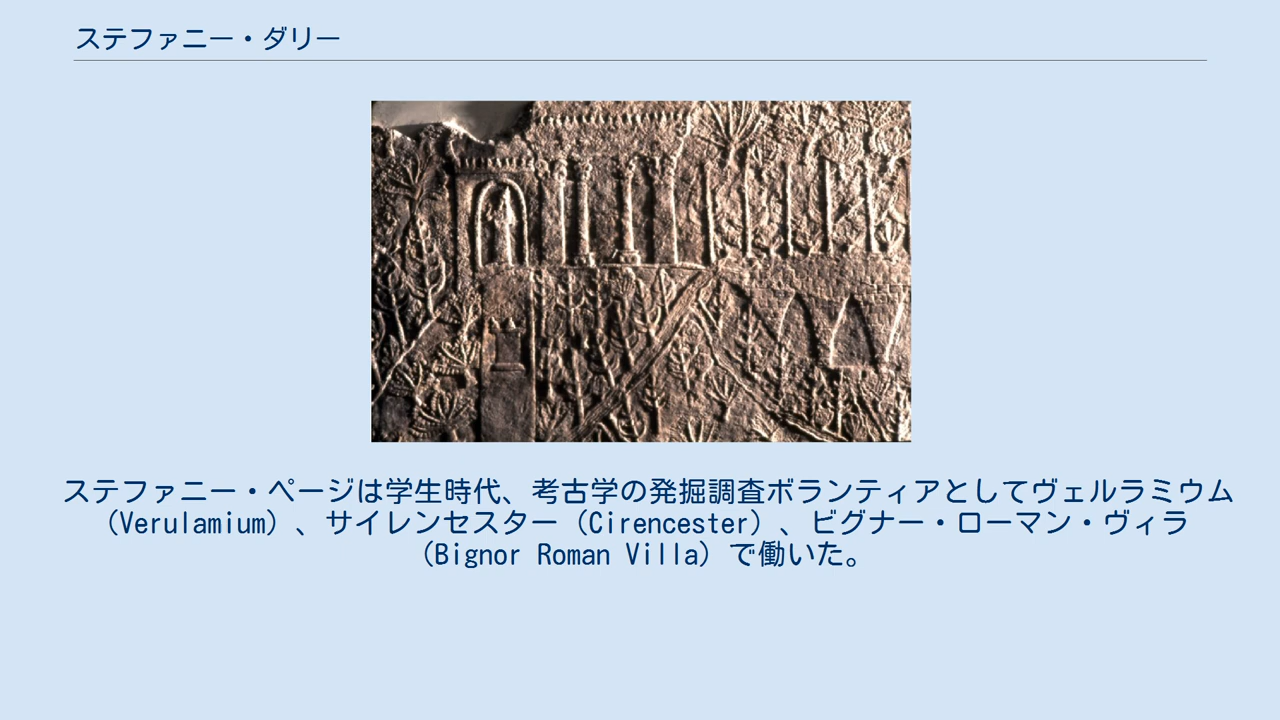 ステファニー・ダリー
ステファニー・ページは学生時代、考古学の発掘調査ボランティアとしてヴェルラミウム
（Verulamium）、サイレンセスター（Cirencester）、ビグナー・ローマン・ヴィラ
（Bignor Roman Villa）で働いた。